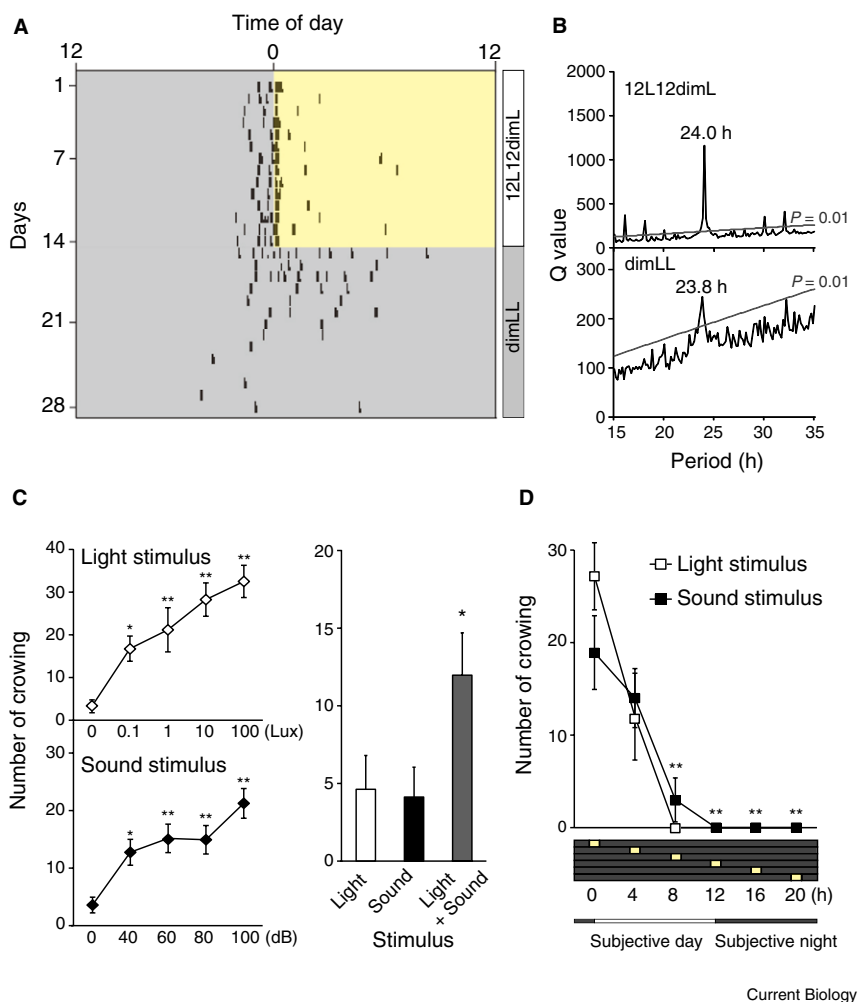 A
Time of day
12
0
12
1
7
14
21
28
Days
12L12dimL
dimLL
B
2000
1500
1000
500
0
12L12dimL
24.0 h
P = 0.01
Q value
dimLL
300
200
100
0
23.8 h
P = 0.01
15 20 25 30 35
Period (h)
C
Number of crowing
40
30
20
10
0
Light stimulus
* ** ** **
0 0.1 1 10 100 (Lux)
Sound stimulus
20
10
0
* ** ** **
0 40 60 80 100 (dB)
20
15
10
5
0
*
Light
Sound
Light
+ Sound
Stimulus
D
Number of crowing
30
20
10
0
Light stimulus
Sound stimulus
** ** ** **
0 4 8 12 16 20 (h)
Subjective day Subjective night
Current Biology